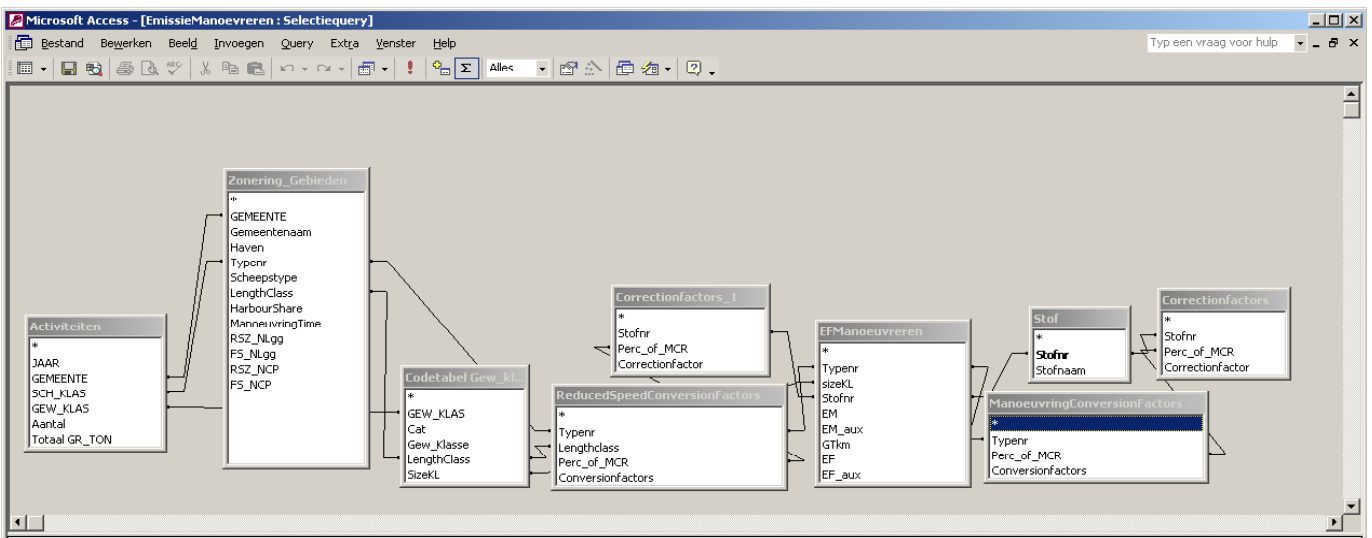 Microsoft Access - [EmissieManoevreren : Selectiequery]
Bestand Bewerken Beeld Invoegen Query Extra Venster Help
Typ een vraag voor hulp
Alles
Zonering_Gebieden
*
GEMEENTE
Gemeentenaam
Haven
Typenr
Scheepstype
LengthClass
HarbourShare
ManoeuvringTime
RSZ_NLgg
FS_NLgg
RSZ_NCP
FS_NCP
Activiteiten
*
JAAR
GEMEENTE
SCH_KLAS
GEW_KLAS
Aantal
Totaal GR_TON
Codetabel Gew_kl...
*
GEW_KLAS
Cat
Gew_Klasse
LengthClass
SizeKL
Correctionfactors_1
*
Stofnr
Perc_of_MCR
Correctionfactor
ReducedSpeedConversionFactors
*
Typenr
Lengthclass
Perc_of_MCR
Conversionfactors
EFManoeuvreren
*
Typenr
sizeKL
Stofnr
EM
EM_aux
GTkm
EF
EF_aux
Stof
*
Stofnr
Stofnaam
Correctionfactors
*
Stofnr
Perc_of_MCR
Correctionfactor
ManoeuvringConversionFactors
*
Typenr
Perc_of_MCR
Conversionfactors